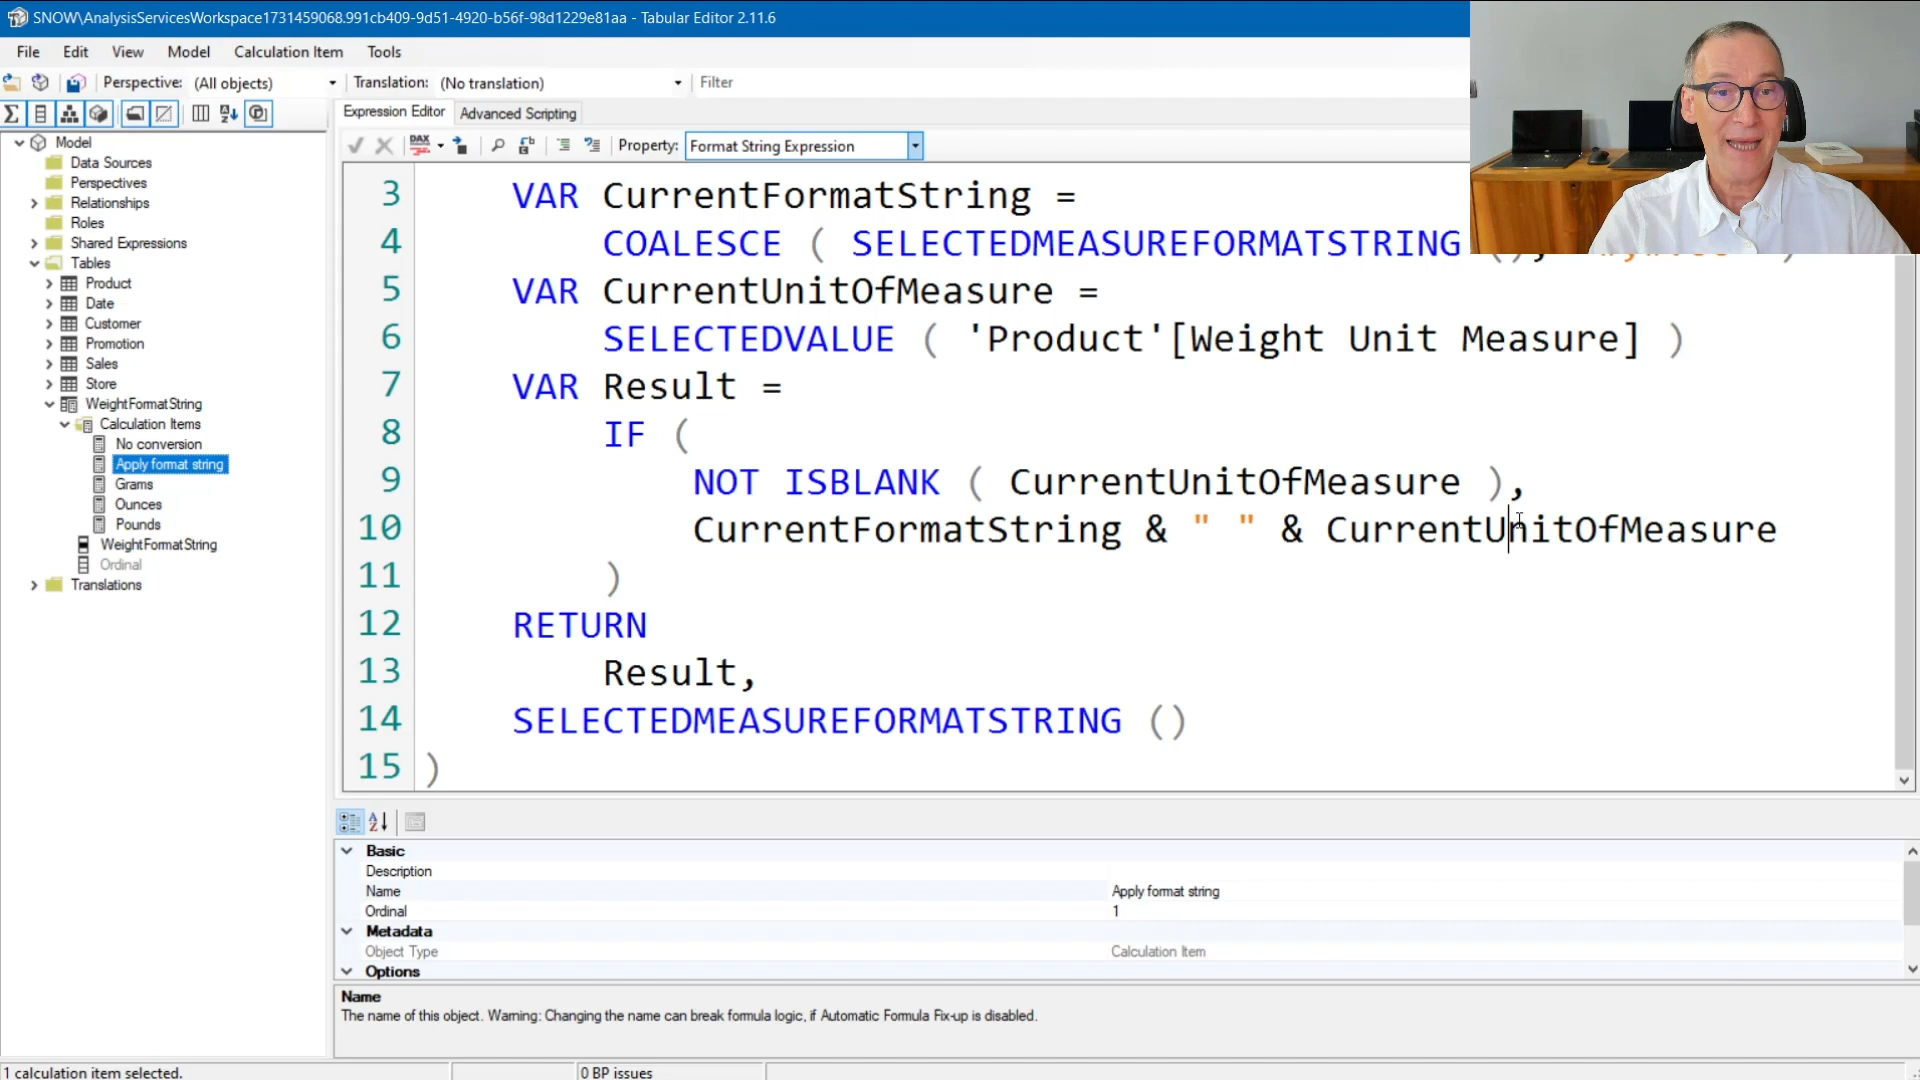 SNOW\AnalysisServicesWorkspace1731459068.991cb409-9d51-4920-b56f-98d1229e81aa - Tabular Editor 2.11.6
File Edit View Model Calculation Item Tools
Perspective: (All objects) Translation: (No translation) Filter
Expression Editor Advanced Scripting
DAX Property: Format String Expression
Model
Data Sources
Perspectives
Relationships
Roles
Shared Expressions
Tables
Product
Date
Customer
Promotion
Sales
Store
WeightFormatString
Calculation Items
No conversion
Apply format string
Grams
Ounces
Pounds
WeightFormatString
Ordinal
Translations
3 VAR CurrentFormatString =
4 COALESCE ( SELECTEDMEASUREFORMATSTRING
5 VAR CurrentUnitOfMeasure =
6 SELECTEDVALUE ( 'Product'[Weight Unit Measure] )
7 VAR Result =
8 IF (
9 NOT ISBLANK ( CurrentUnitOfMeasure ),
10 CurrentFormatString & " " & CurrentUnitOfMeasure
11 )
12 RETURN
13 Result,
14 SELECTEDMEASUREFORMATSTRING ()
15 )
Basic
Description
Name Apply format string
Ordinal 1
Metadata
Object Type Calculation Item
Options
Name
The name of this object. Warning: Changing the name can break formula logic, if Automatic Formula Fix-up is disabled.
1 calculation item selected. 0 BP issues